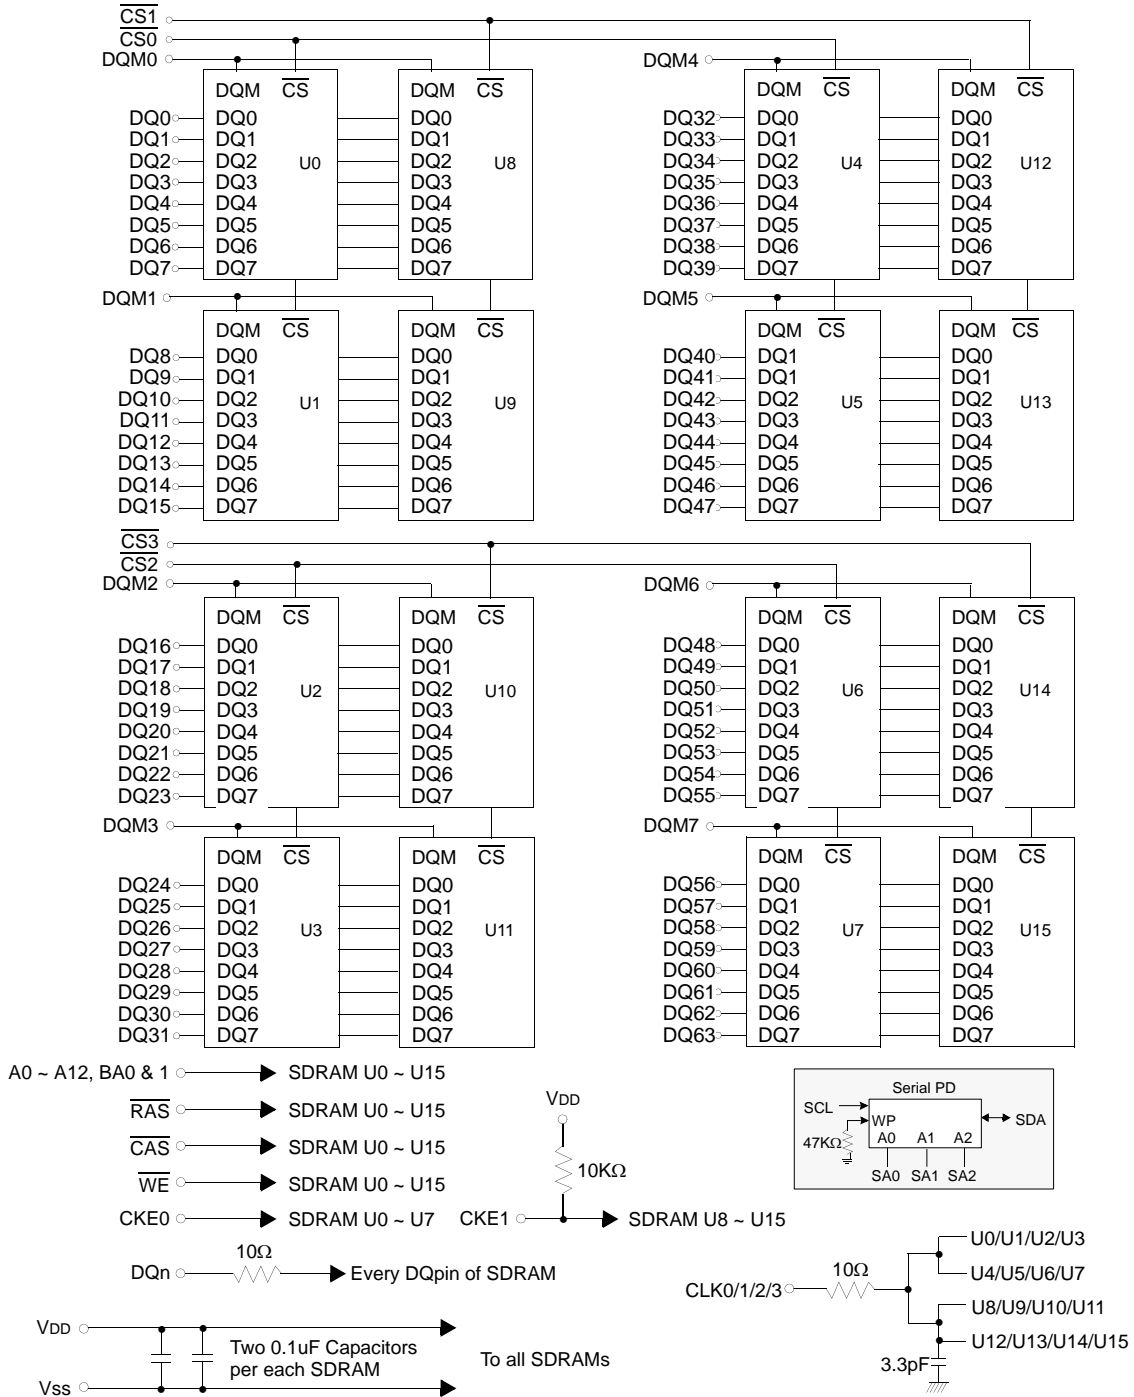 CS1
CS0
DQM0 DQM4
DQM CS DQM CS DQM CS DQM CS
DQ0 DQ0 DQ0 DQ32 DQ0 DQ0
DQ1 DQ1 DQ1 DQ33 DQ1 DQ1
DQ2 DQ2 U0 DQ2 U8 DQ34 DQ2 U4 DQ2 U12
DQ3 DQ3 DQ3 DQ35 DQ3 DQ3
DQ4 DQ4 DQ4 DQ36 DQ4 DQ4
DQ5 DQ5 DQ5 DQ37 DQ5 DQ5
DQ6 DQ6 DQ6 DQ38 DQ6 DQ6
DQ7 DQ7 DQ7 DQ39 DQ7 DQ7
DQM1 DQM5
DQM CS DQM CS DQM CS DQM CS
DQ8 DQ0 DQ0 DQ40 DQ1 DQ0
DQ9 DQ1 DQ1 DQ41 DQ1 DQ1
DQ10 DQ2 U1 DQ2 U9 DQ42 DQ2 U5 DQ2 U13
DQ11 DQ3 DQ3 DQ43 DQ3 DQ3
DQ12 DQ4 DQ4 DQ44 DQ4 DQ4
DQ13 DQ5 DQ5 DQ45 DQ5 DQ5
DQ14 DQ6 DQ6 DQ46 DQ6 DQ6
DQ15 DQ7 DQ7 DQ47 DQ7 DQ7
CS3
CS2
DQM2 DQM6
DQM CS DQM CS DQM CS DQM CS
DQ16 DQ0 DQ0 DQ48 DQ0 DQ0
DQ17 DQ1 DQ1 DQ49 DQ1 DQ1
DQ18 DQ2 U2 DQ2 U10 DQ50 DQ2 U6 DQ2 U14
DQ19 DQ3 DQ3 DQ51 DQ3 DQ3
DQ20 DQ4 DQ4 DQ52 DQ4 DQ4
DQ21 DQ5 DQ5 DQ53 DQ5 DQ5
DQ22 DQ6 DQ6 DQ54 DQ6 DQ6
DQ23 DQ7 DQ7 DQ55 DQ7 DQ7
DQM3 DQM7
DQM CS DQM CS DQM CS DQM CS
DQ24 DQ0 DQ0 DQ56 DQ0 DQ0
DQ25 DQ1 DQ1 DQ57 DQ1 DQ1
DQ26 DQ2 U3 DQ2 U11 DQ58 DQ2 U7 DQ2 U15
DQ27 DQ3 DQ3 DQ59 DQ3 DQ3
DQ28 DQ4 DQ4 DQ60 DQ4 DQ4
DQ29 DQ5 DQ5 DQ61 DQ5 DQ5
DQ30 DQ6 DQ6 DQ62 DQ6 DQ6
DQ31 DQ7 DQ7 DQ63 DQ7 DQ7
A0 ~ A12, BA0 & 1 SDRAM U0 ~ U15
RAS SDRAM U0 ~ U15
CAS SDRAM U0 ~ U15
WE SDRAM U0 ~ U15
CKE0 SDRAM U0 ~ U7
VDD
10KΩ
CKE1 SDRAM U8 ~ U15
Serial PD
SCL
WP
SDA
47KΩ
A0 A1 A2
SA0 SA1 SA2
10Ω
DQn Every DQpin of SDRAM
CLK0/1/2/3
10Ω
U0/U1/U2/U3
U4/U5/U6/U7
U8/U9/U10/U11
U12/U13/U14/U15
3.3pF
VDD
Two 0.1uF Capacitors
per each SDRAM
To all SDRAMs
Vss